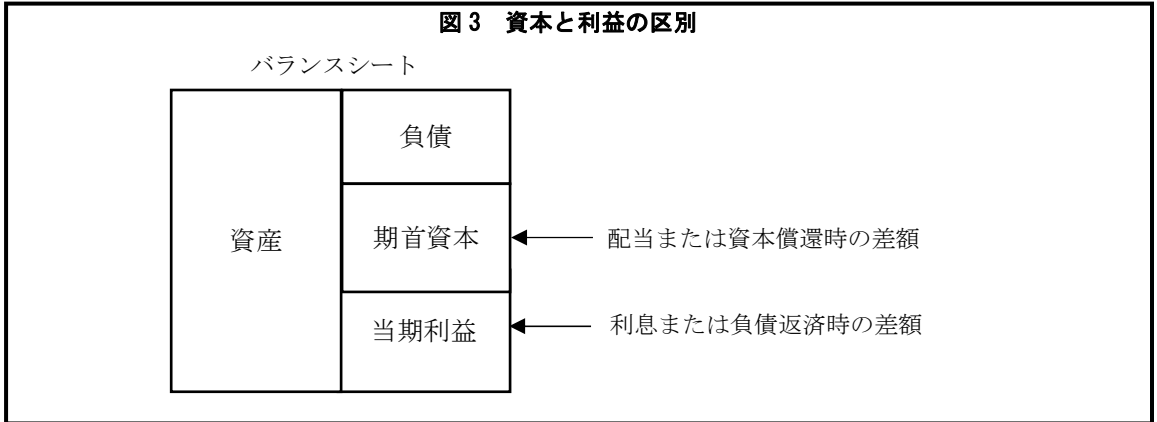 図3 資本と利益の区別
バランスシート
負債
資産
期首資本
配当または資本償還時の差額
当期利益
利息または負債返済時の差額